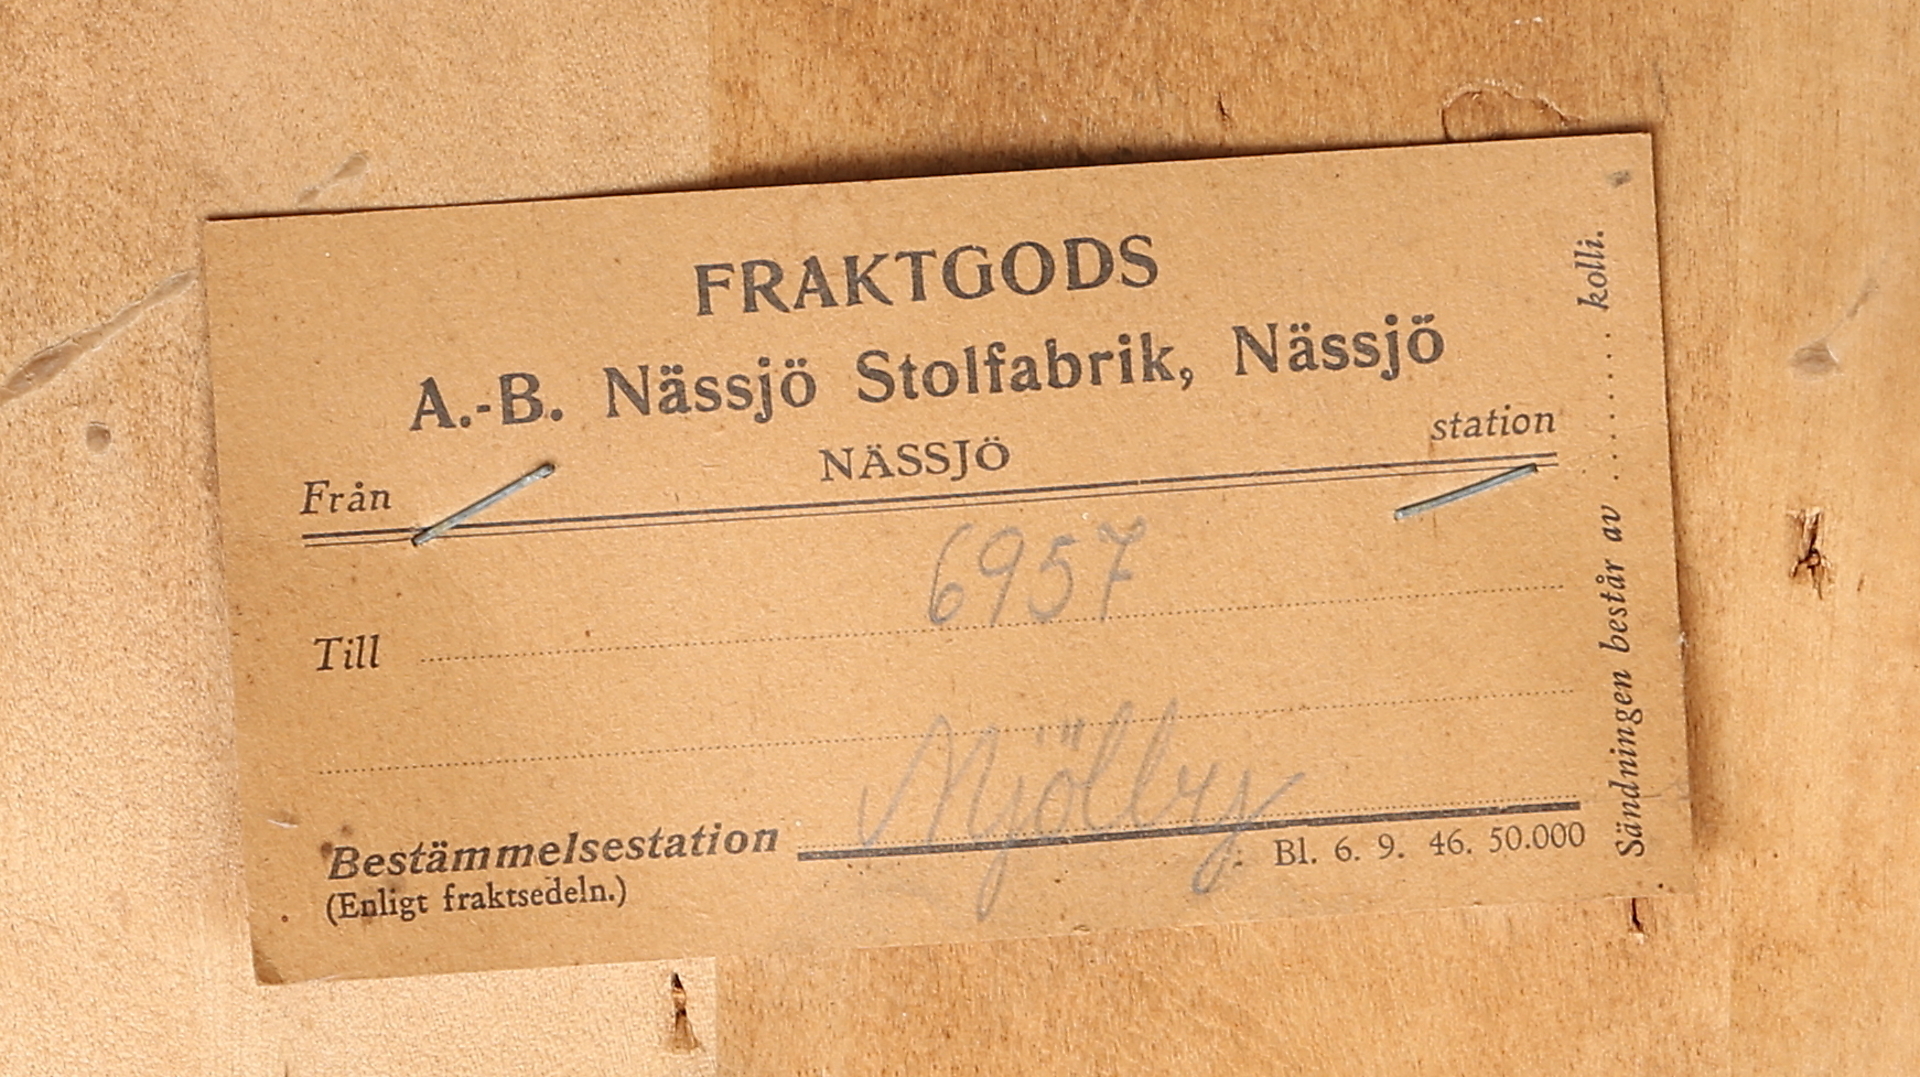 FRAKTGODS
A.-B. Nässjö Stolfabrik, Nässjö
Från NÄSSJÖ station
6957
Till
Mjölby
Bestämmelsestation
(Enligt fraktsedeln.)
Bl. 6. 9. 46. 50.000
Sändningen består av ........ kolli.